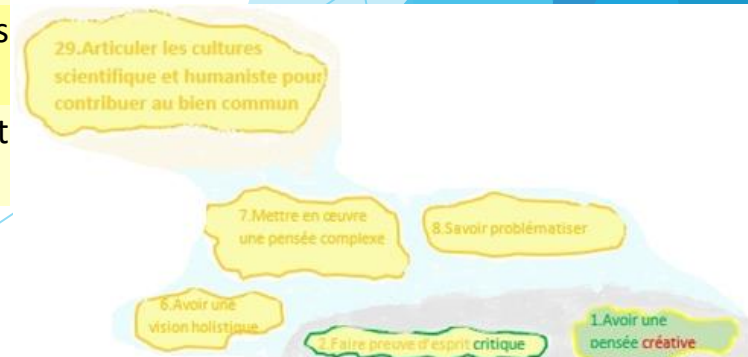 s
t
29.Articuler les cultures
scientifique et humaniste pour
contribuer au bien commun
7.Mettre en œuvre
une pensée complexe
8.Savoir problématiser
6.Avoir une
vision holistique
2.Faire preuve d'esprit critique
1.Avoir une
pensée créative